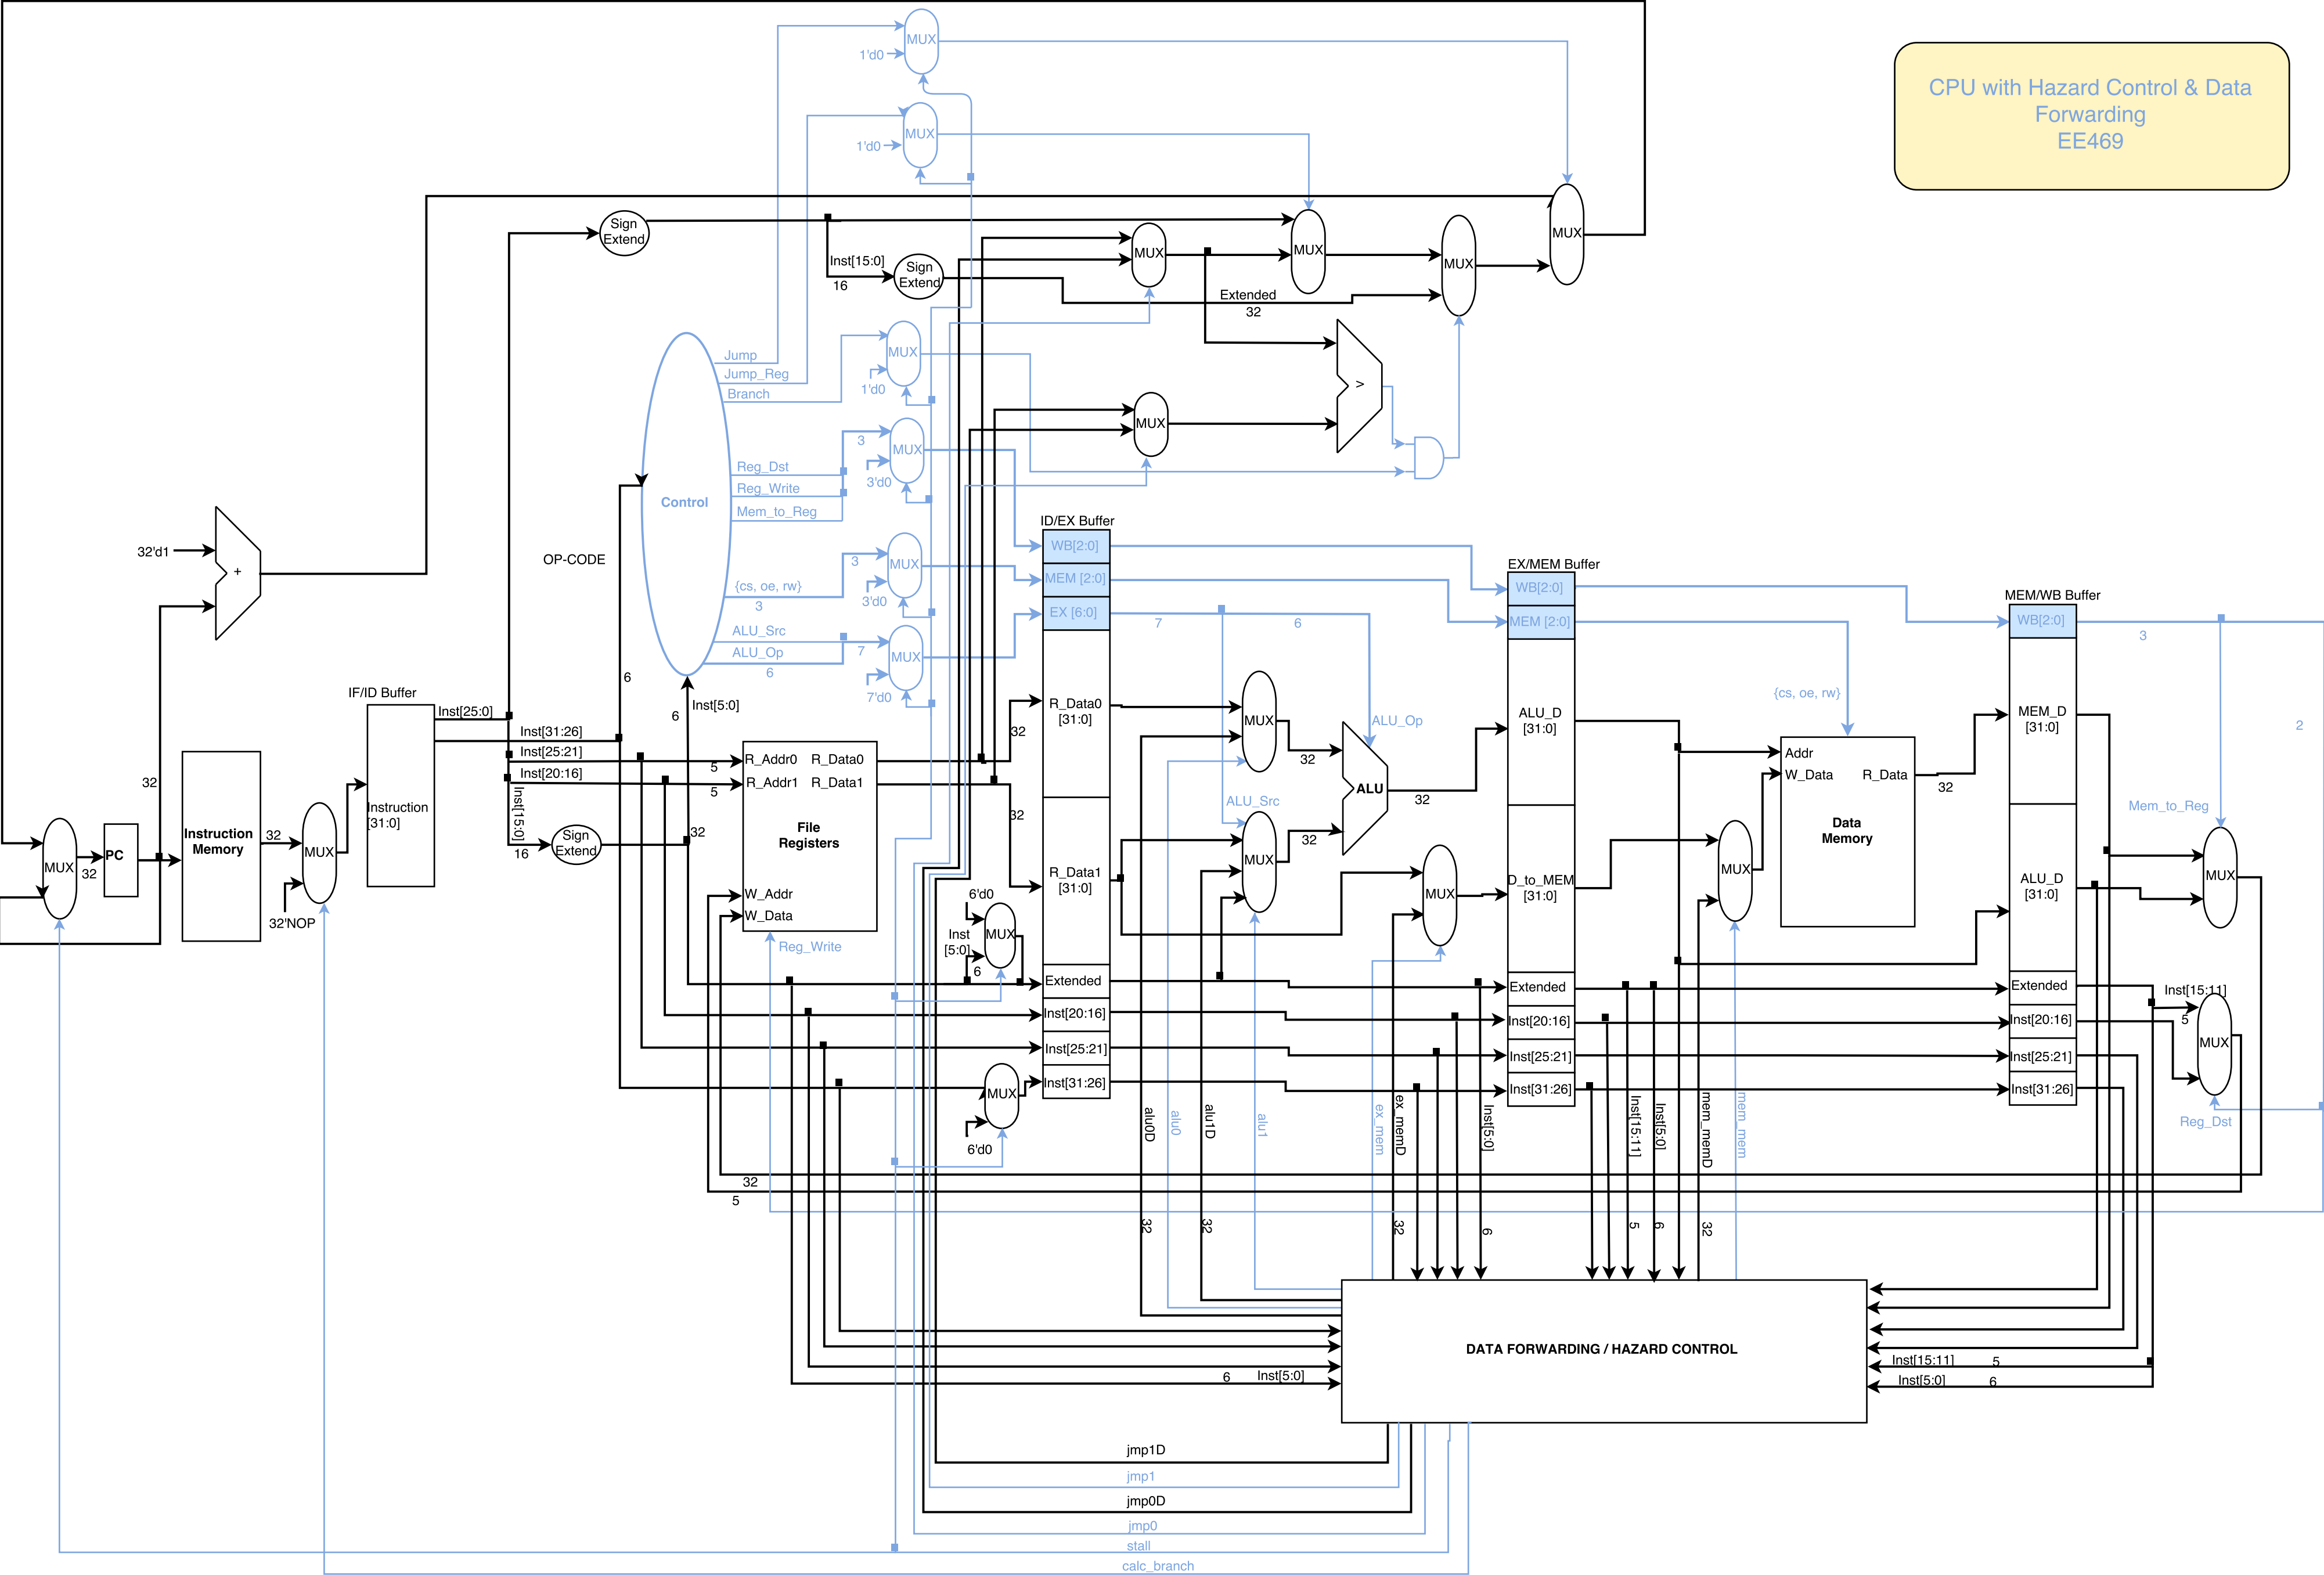 MUX
1'd0
MUX
1'd0
CPU with Hazard Control & Data
Forwarding
EE469
Sign
Extend
MUX
MUX
MUX
MUX
Inst[15:0]
16
Sign
Extend
Extended
32
Jump
Jump_Reg
Branch
MUX
1'd0
>
MUX
Reg_Dst
Reg_Write
Mem_to_Reg
3
MUX
3'd0
Control
OP-CODE
32'd1
+
{cs, oe, rw}
3
3
MUX
3'd0
ALU_Src
ALU_Op
6
7
MUX
7'd0
ID/EX Buffer
WB[2:0]
MEM [2:0]
EX [6:0]
7
6
EX/MEM Buffer
WB[2:0]
MEM [2:0]
MEM/WB Buffer
WB[2:0]
3
2
IF/ID Buffer
Inst[25:0]
Inst[31:26]
Inst[25:21]
Inst[20:16]
Inst[15:0]
16
Sign
Extend
32
6
6
Inst[5:0]
5
5
R_Addr0
R_Data0
R_Addr1
R_Data1
File
Registers
W_Addr
W_Data
Reg_Write
32
32
R_Data0
[31:0]
R_Data1
[31:0]
MUX
ALU_Src
MUX
32
32
ALU_Op
ALU
32
ALU_D
[31:0]
D_to_MEM
[31:0]
MUX
MUX
{cs, oe, rw}
Addr
W_Data
R_Data
Data
Memory
32
MEM_D
[31:0]
ALU_D
[31:0]
Mem_to_Reg
MUX
MUX
32
PC
32
Instruction
Memory
32
MUX
32'NOP
Instruction
[31:0]
6'd0
Inst
[5:0]
6
MUX
Extended
Inst[20:16]
Inst[25:21]
Inst[31:26]
MUX
6'd0
Extended
Inst[20:16]
Inst[25:21]
Inst[31:26]
Extended
Inst[20:16]
Inst[25:21]
Inst[31:26]
Inst[15:11]
5
MUX
Reg_Dst
alu0D
alu0
alu1D
alu1
ex_mem
ex_memD
Inst[5:0]
Inst[15:11]
Inst[5:0]
mem_memD
mem_mem
32
5
32
32
32
6
5
6
32
DATA FORWARDING / HAZARD CONTROL
6
Inst[5:0]
Inst[15:11]
5
Inst[5:0]
6
jmp1D
jmp1
jmp0D
jmp0
stall
calc_branch